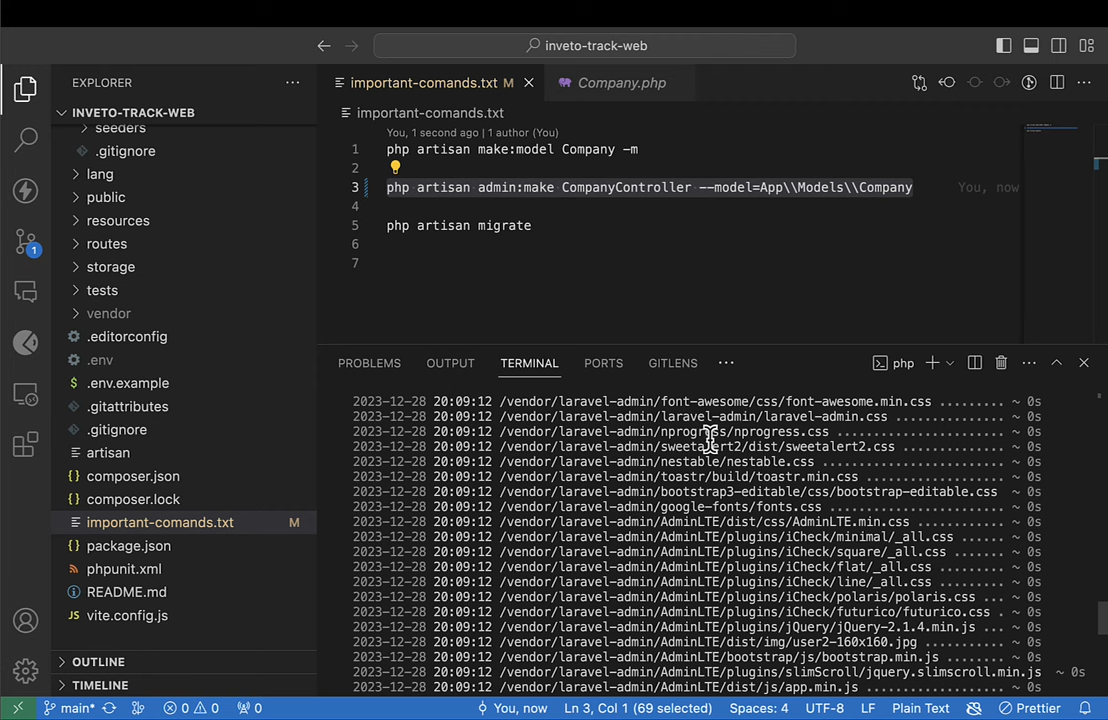 inveto-track-web
EXPLORER
important-comands.txt M
Company.php
INVETO-TRACK-WEB
important-comands.txt
seeders
.gitignore
lang
public
resources
routes
storage
tests
vendor
.editorconfig
.env
$ .env.example
.gitattributes
.gitignore
artisan
composer.json
composer.lock
important-comands.txt M
package.json
phpunit.xml
README.md
JS vite.config.js
OUTLINE
TIMELINE
1
You, 1 second ago | 1 author (You)
1 php artisan make:model Company -m
2
3 php artisan admin:make CompanyController --model=App\\Models\\Company You, now
4
5 php artisan migrate
6
7
PROBLEMS OUTPUT TERMINAL PORTS GITLENS
php
2023-12-28 20:09:12 /vendor/laravel-admin/font-awesome/css/font-awesome.min.css ......... ~ 0s
2023-12-28 20:09:12 /vendor/laravel-admin/laravel-admin/laravel-admin.css ............... ~ 0s
2023-12-28 20:09:12 /vendor/laravel-admin/nprogress/nprogress.css ....................... ~ 0s
2023-12-28 20:09:12 /vendor/laravel-admin/sweetalert2/dist/sweetalert2.css .............. ~ 0s
2023-12-28 20:09:12 /vendor/laravel-admin/nestable/nestable.css ......................... ~ 0s
2023-12-28 20:09:12 /vendor/laravel-admin/toastr/build/toastr.min.css ................... ~ 0s
2023-12-28 20:09:12 /vendor/laravel-admin/bootstrap3-editable/css/bootstrap-editable.css ~ 0s
2023-12-28 20:09:12 /vendor/laravel-admin/google-fonts/fonts.css ........................ ~ 0s
2023-12-28 20:09:12 /vendor/laravel-admin/AdminLTE/dist/css/AdminLTE.min.css ............ ~ 0s
2023-12-28 20:09:12 /vendor/laravel-admin/AdminLTE/plugins/iCheck/minimal/_all.css ...... ~ 0s
2023-12-28 20:09:12 /vendor/laravel-admin/AdminLTE/plugins/iCheck/square/_all.css ....... ~ 0s
2023-12-28 20:09:12 /vendor/laravel-admin/AdminLTE/plugins/iCheck/flat/_all.css ......... ~ 0s
2023-12-28 20:09:12 /vendor/laravel-admin/AdminLTE/plugins/iCheck/line/_all.css ......... ~ 0s
2023-12-28 20:09:12 /vendor/laravel-admin/AdminLTE/plugins/iCheck/polaris/polaris.css ... ~ 0s
2023-12-28 20:09:12 /vendor/laravel-admin/AdminLTE/plugins/iCheck/futurico/futurico.css . ~ 0s
2023-12-28 20:09:12 /vendor/laravel-admin/AdminLTE/plugins/jQuery/jQuery-2.1.4.min.js ... ~ 0s
2023-12-28 20:09:12 /vendor/laravel-admin/AdminLTE/dist/img/user2-160x160.jpg ........... ~ 0s
2023-12-28 20:09:12 /vendor/laravel-admin/AdminLTE/bootstrap/js/bootstrap.min.js ........ ~ 0s
2023-12-28 20:09:12 /vendor/laravel-admin/AdminLTE/plugins/slimScroll/jquery.slimscroll.min.js ~ 0s
2023-12-28 20:09:12 /vendor/laravel-admin/AdminLTE/dist/js/app.min.js ................... ~ 0s
main* 0 0 0 You, now Ln 3, Col 1 (69 selected) Spaces: 4 UTF-8 LF Plain Text Prettier